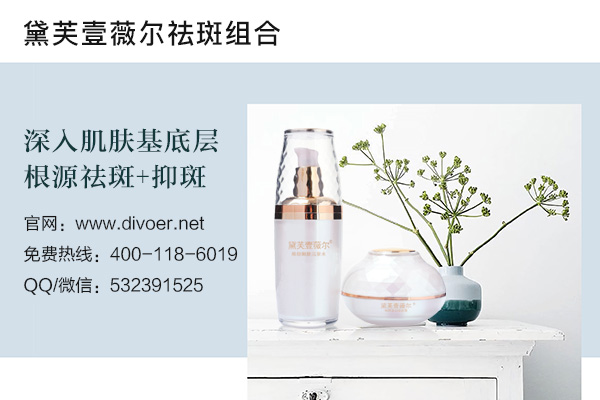 黛芙壹薇尔祛斑组合
深入肌肤基底层
根源祛斑+抑斑
官网：www.divoer.net
免费热线：400-118-6019
QQ/微信：532391525
黛芙壹薇尔
黛芙壹薇尔